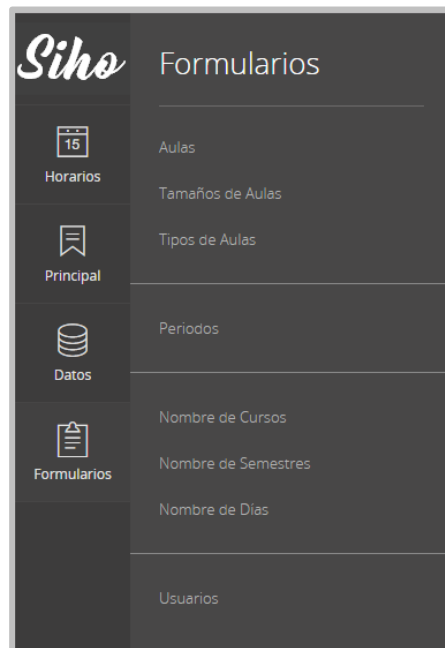 Siho
15
Horarios
Principal
Datos
Formularios
Formularios
Aulas
Tamaños de Aulas
Tipos de Aulas
Periodos
Nombre de Cursos
Nombre de Semestres
Nombre de Días
Usuarios